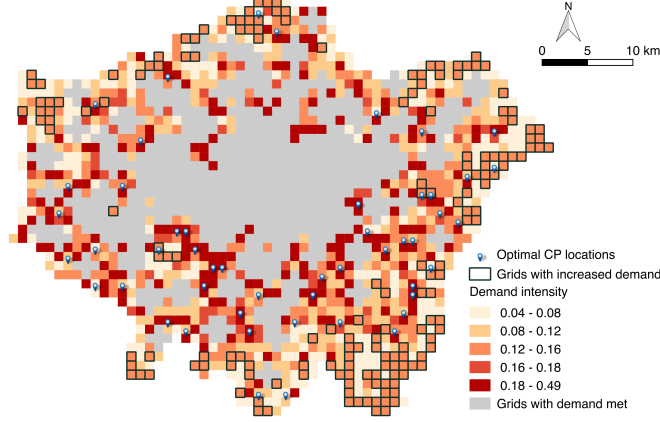 N
0 5 10 km
Optimal CP locations
Grids with increased demand
Demand intensity
0.04 - 0.08
0.08 - 0.12
0.12 - 0.16
0.16 - 0.18
0.18 - 0.49
Grids with demand met